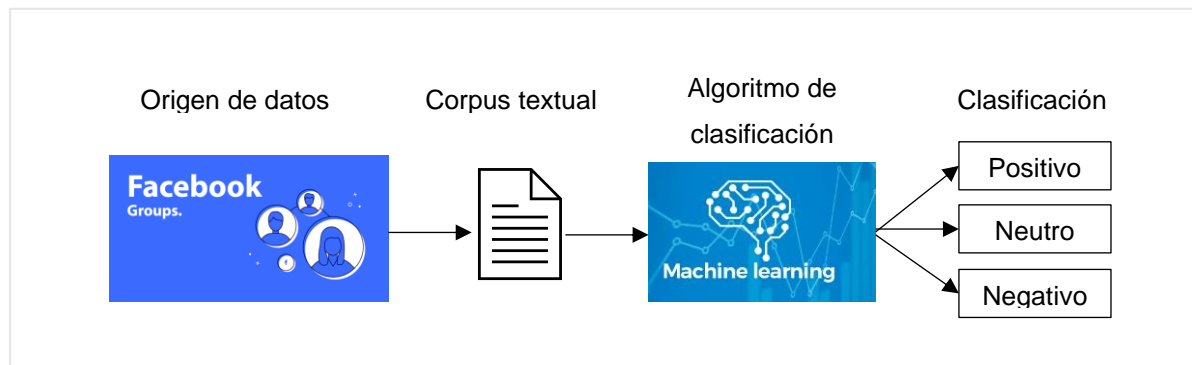 Origen de datos
Corpus textual
Algoritmo de
clasificación
Clasificación
Facebook
Groups.
Machine learning
Positivo
Neutro
Negativo